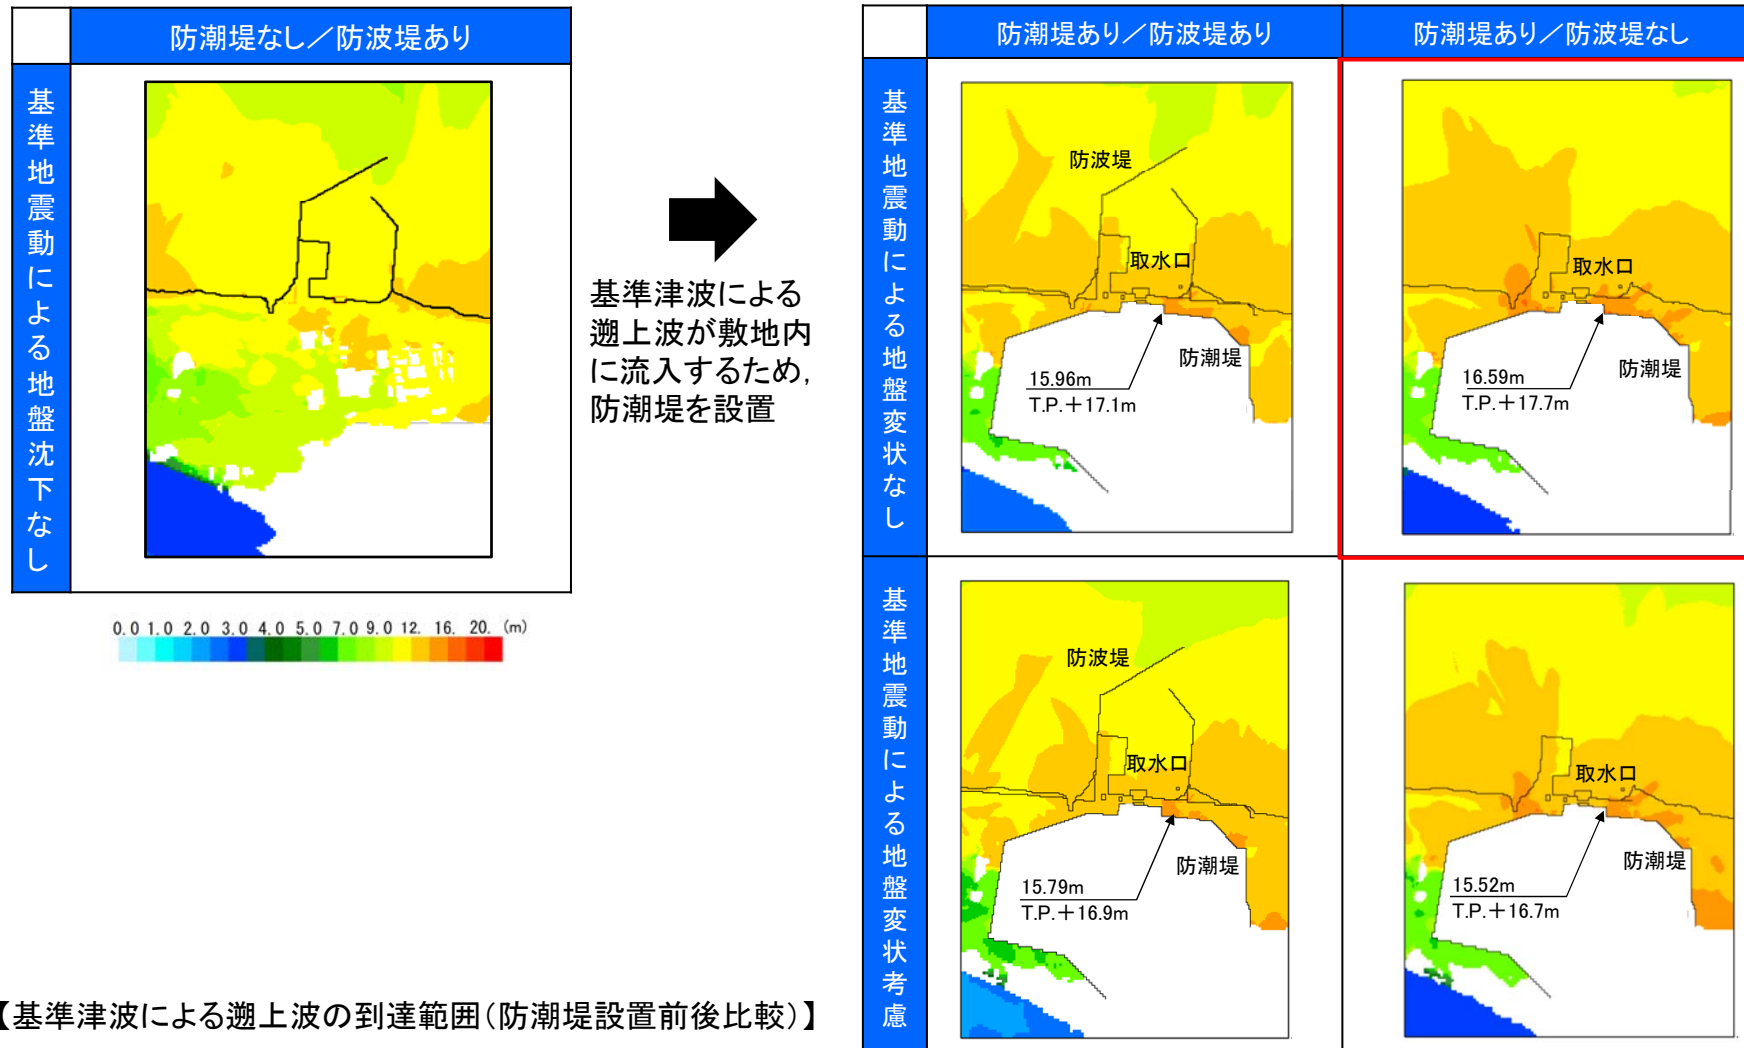 防潮堤なし／防波堤あり
基準地震動による地盤沈下なし
0.0 1.0 2.0 3.0 4.0 5.0 7.0 9.0 12. 16. 20. (m)
基準津波による
遡上波が敷地内
に流入するため,
防潮堤を設置
防潮堤あり／防波堤あり
防潮堤あり／防波堤なし
基準地震動による地盤変状なし
防波堤
取水口
防潮堤
15.96m
T.P.＋17.1m
取水口
防潮堤
16.59m
T.P.＋17.7m
基準地震動による地盤変状考慮
防波堤
取水口
防潮堤
15.79m
T.P.＋16.9m
取水口
防潮堤
15.52m
T.P.＋16.7m
【基準津波による遡上波の到達範囲（防潮堤設置前後比較）】